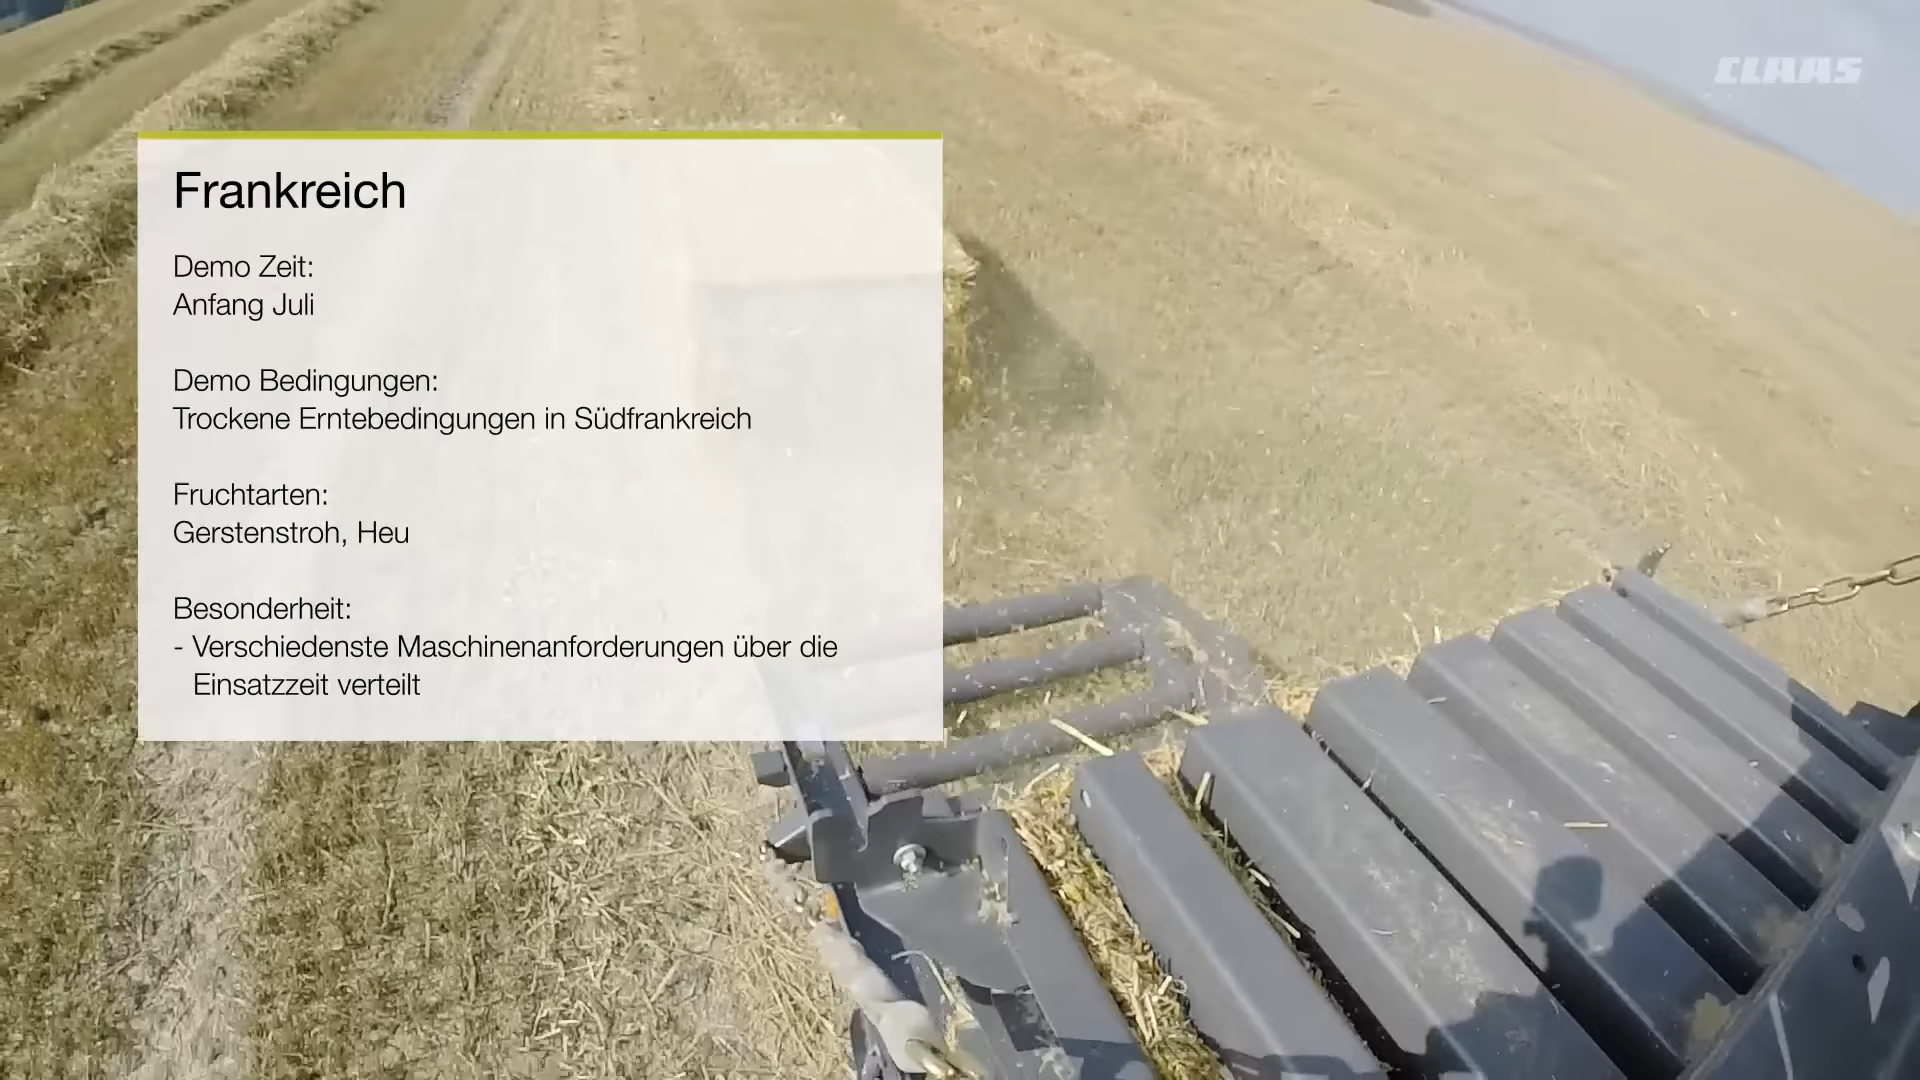 CLAAS
Frankreich
Demo Zeit:
Anfang Juli
Demo Bedingungen:
Trockene Erntebedingungen in Südfrankreich
Fruchtarten:
Gerstenstroh, Heu
Besonderheit:
- Verschiedenste Maschinenanforderungen über die
Einsatzzeit verteilt